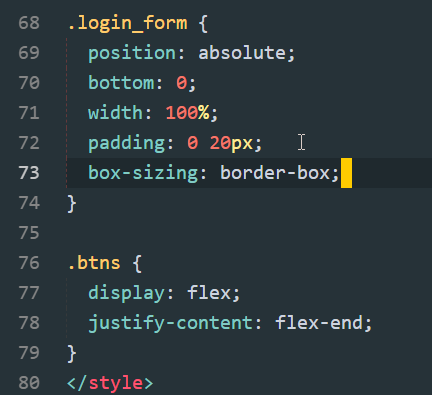 68 .login_form {
69 position: absolute;
70 bottom: 0;
71 width: 100%;
72 padding: 0 20px;
73 box-sizing: border-box;
74 }
75
76 .btns {
77 display: flex;
78 justify-content: flex-end;
79 }
80 </style>